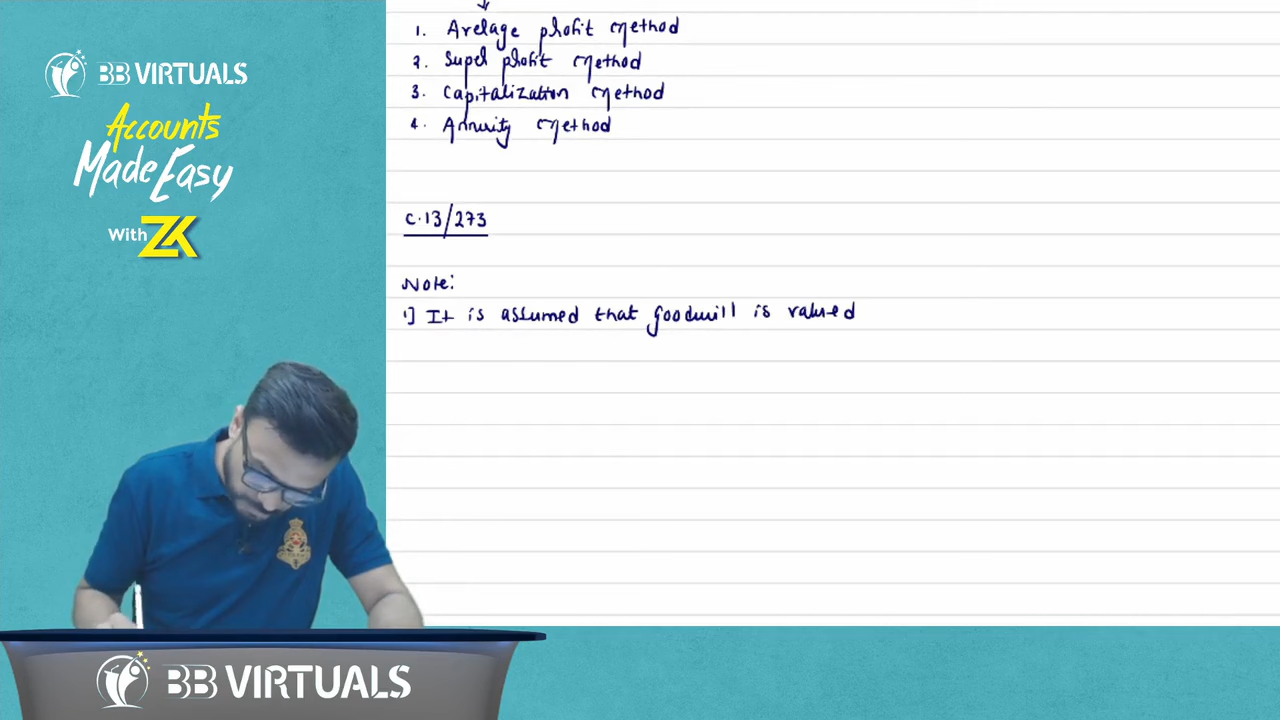 BB VIRTUALS
Accounts
Made Easy
With ZK
1. Average profit method
2. Super profit method
3. Capitalization method
4. Annuity method
C.13/273
Note:
1] It is assumed that goodwill is valued
BB VIRTUALS